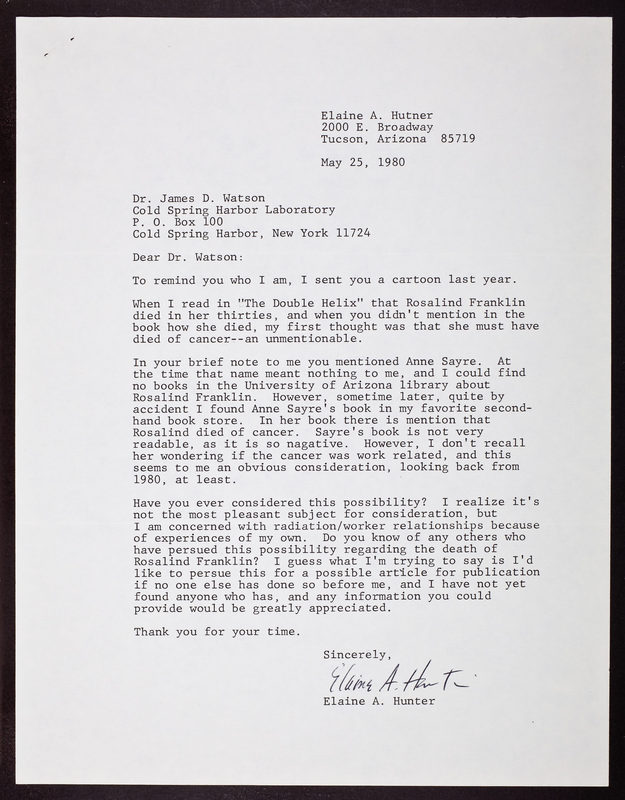 Elaine A. Hutner
2000 E. Broadway
Tucson, Arizona 85719
May 25, 1980
Dr. James D. Watson
Cold Spring Harbor Laboratory
P. O. Box 100
Cold Spring Harbor, New York 11724
Dear Dr. Watson:
To remind you who I am, I sent you a cartoon last year.
When I read in "The Double Helix" that Rosalind Franklin
died in her thirties, and when you didn't mention in the
book how she died, my first thought was that she must have
died of cancer--an unmentionable.
In your brief note to me you mentioned Anne Sayre. At
the time that name meant nothing to me, and I could find
no books in the University of Arizona library about
Rosalind Franklin. However, sometime later, quite by
accident I found Anne Sayre's book in my favorite second-
hand book store. In her book there is mention that
Rosalind died of cancer. Sayre's book is not very
readable, as it is so nagative. However, I don't recall
her wondering if the cancer was work related, and this
seems to me an obvious consideration, looking back from
1980, at least.
Have you ever considered this possibility? I realize it's
not the most pleasant subject for consideration, but
I am concerned with radiation/worker relationships because
of experiences of my own. Do you know of any others who
have persued this possibility regarding the death of
Rosalind Franklin? I guess what I'm trying to say is I'd
like to persue this for a possible article for publication
if no one else has done so before me, and I have not yet
found anyone who has, and any information you could
provide would be greatly appreciated.
Thank you for your time.
Sincerely,
Elaine A. Hunter
Elaine A. Hunter